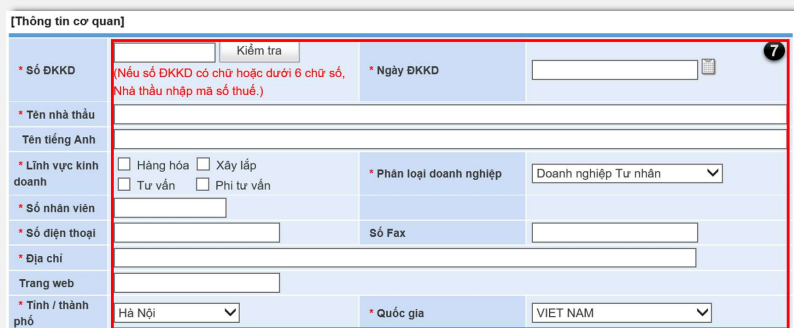 [Thông tin cơ quan]
* Số ĐKKD
Kiểm tra
(Nếu số ĐKKD có chữ hoặc dưới 6 chữ số,
Nhà thầu nhập mã số thuế.)
* Ngày ĐKKD
7
* Tên nhà thầu
Tên tiếng Anh
* Lĩnh vực kinh
doanh
Hàng hóa Xây lắp
Tư vấn Phi tư vấn
* Phân loại doanh nghiệp
Doanh nghiệp Tư nhân
* Số nhân viên
* Số điện thoại
Số Fax
* Địa chỉ
Trang web
* Tỉnh / thành
phố
Hà Nội
* Quốc gia
VIET NAM